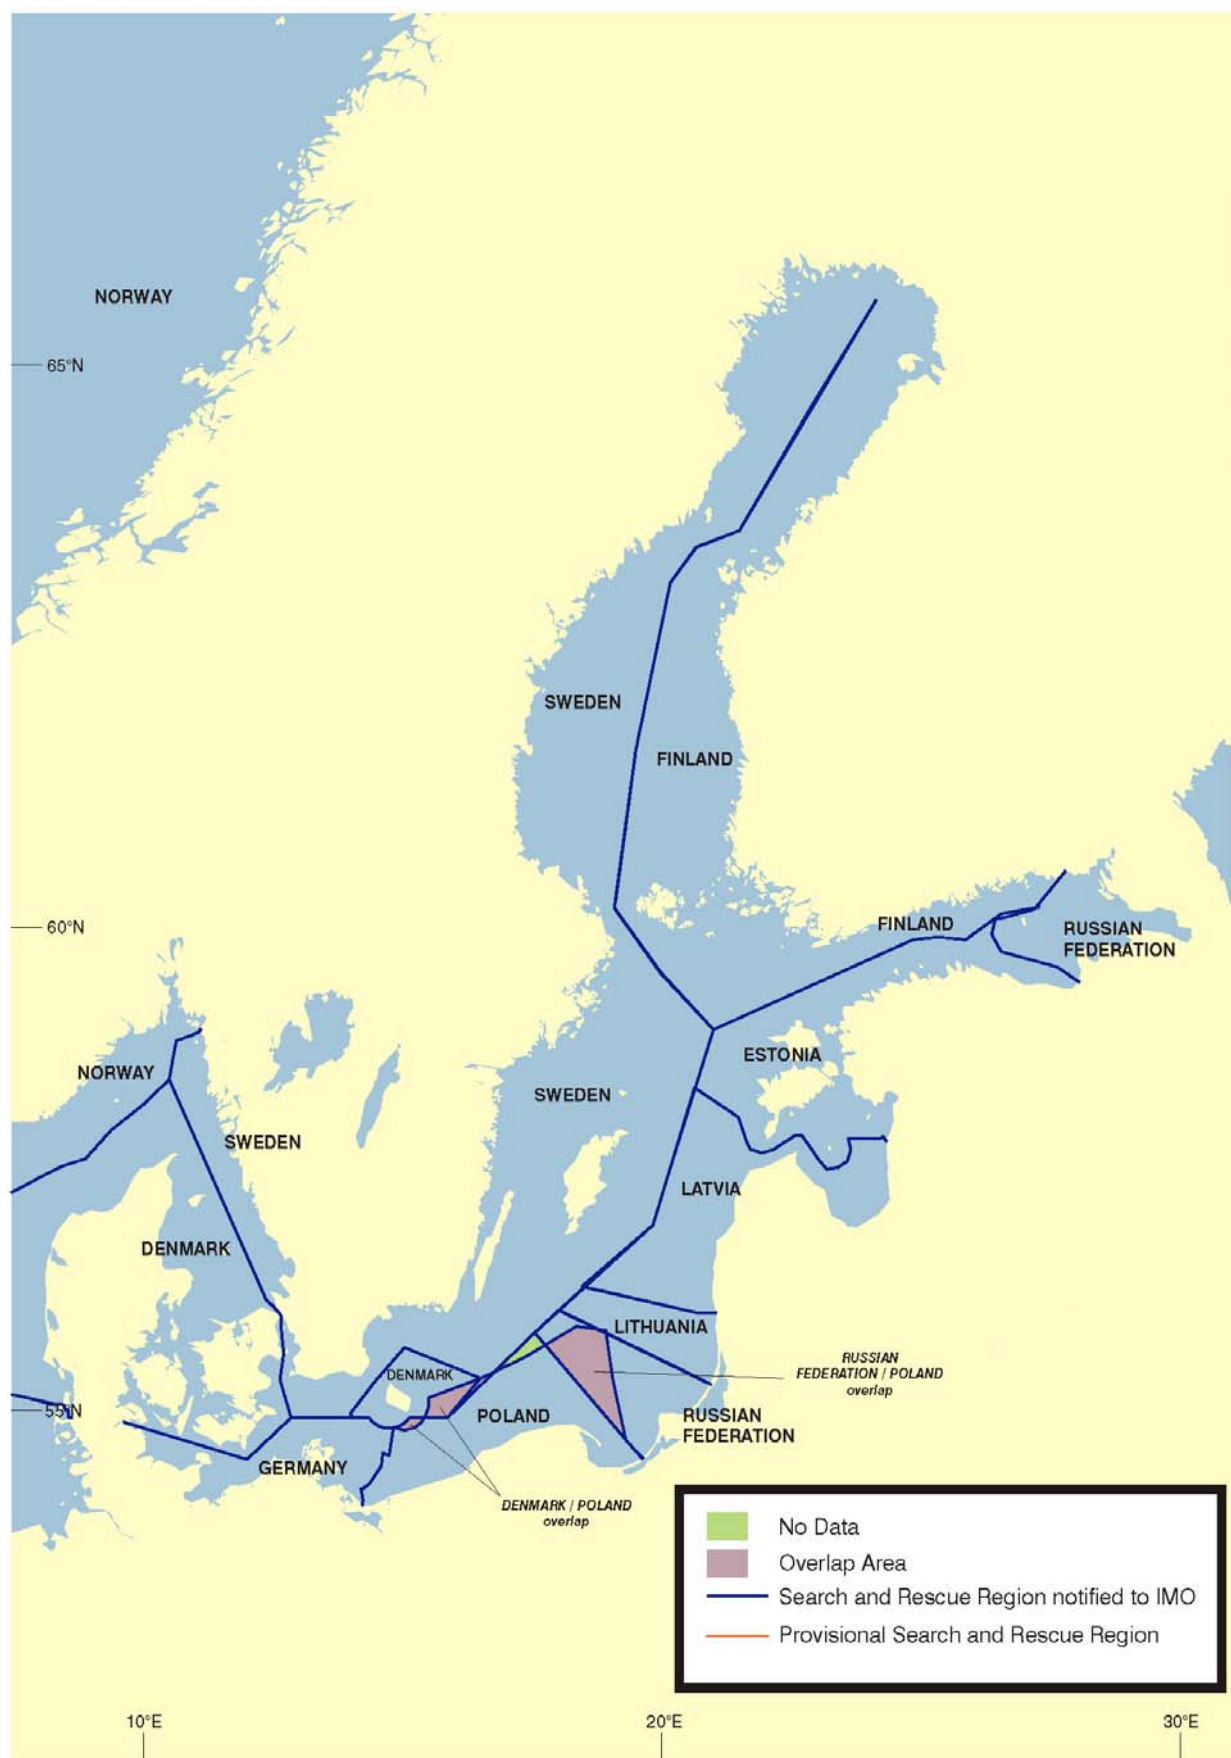 NORWAY
65°N
SWEDEN
FINLAND
60°N
FINLAND
RUSSIAN
FEDERATION
ESTONIA
NORWAY
SWEDEN
SWEDEN
LATVIA
DENMARK
LITHUANIA
RUSSIAN
FEDERATION / POLAND
overlap
DENMARK
55°N
POLAND
RUSSIAN
FEDERATION
GERMANY
DENMARK / POLAND
overlap
No Data
Overlap Area
Search and Rescue Region notified to IMO
Provisional Search and Rescue Region
10°E
20°E
30°E